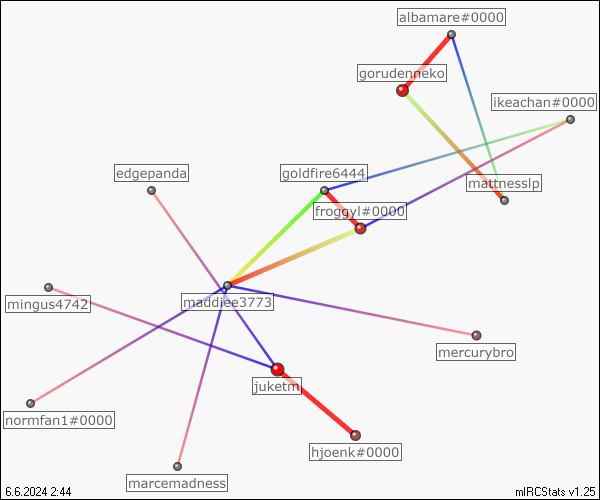 albamare#0000
gorudenneko
ikeachan#0000
edgepanda
goldfire6444
mattnesslp
froggyl#0000
maddiee3773
mingus4742
mercurybro
juketm
normfan1#0000
hjoenk#0000
marcemadness
6.6.2024 2:44
mIRCStats v1.25